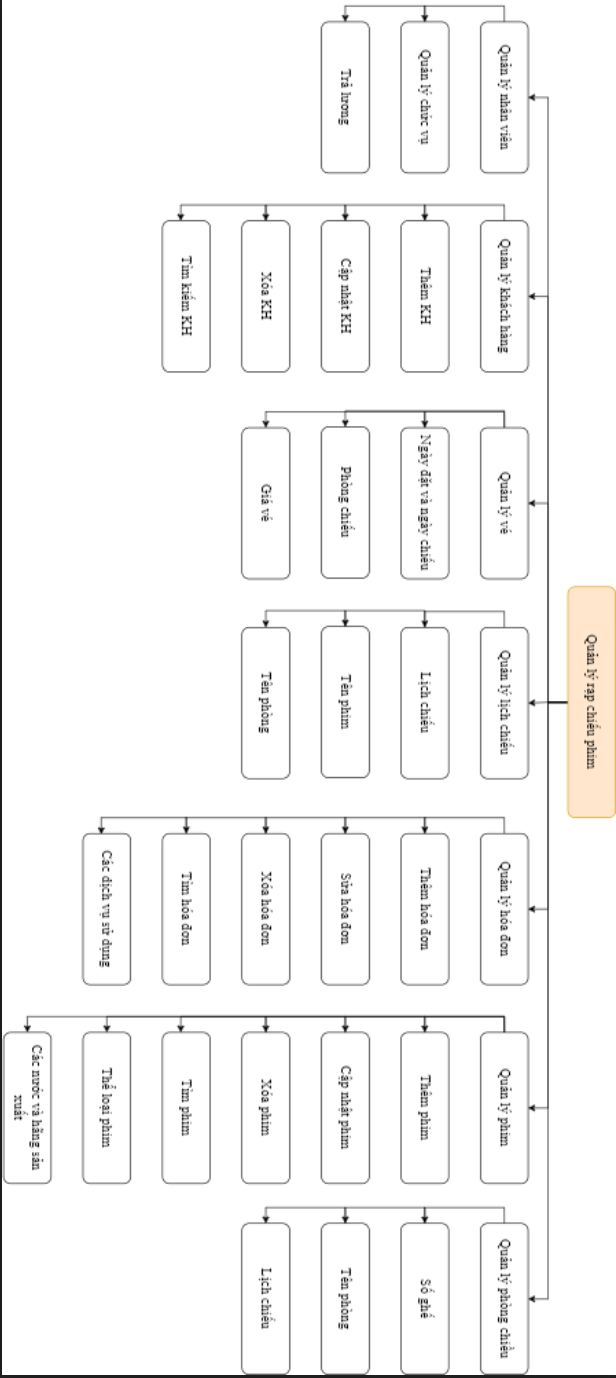 Quản lý rạp chiếu phim
Quản lý nhân viên
Quản lý chức vụ
Trả lương
Quản lý khách hàng
Thêm KH
Cập nhật KH
Xóa KH
Tìm kiếm KH
Quản lý vé
Ngày đặt và ngày chiếu
Phòng chiếu
Giá vé
Quản lý lịch chiếu
Lịch chiếu
Tên phim
Tên phòng
Quản lý hóa đơn
Thêm hóa đơn
Sửa hóa đơn
Xóa hóa đơn
Tìm hóa đơn
Các dịch vụ sử dụng
Quản lý phim
Thêm phim
Cập nhật phim
Xóa phim
Tìm phim
Thể loại phim
Các nước và hãng sản
xuất
Quản lý phòng chiếu
Số ghế
Tên phòng
Lịch chiếu